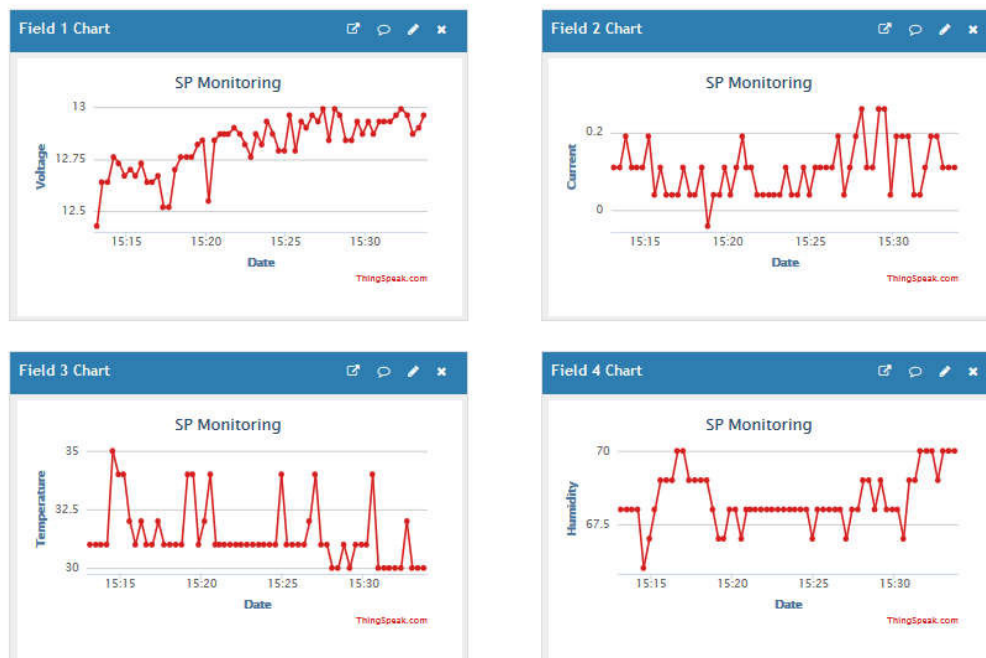 Field 1 Chart
SP Monitoring
13
12.75
12.5
Voltage
15:15 15:20 15:25 15:30
Date
ThingSpeak.com
Field 2 Chart
SP Monitoring
0.2
0
Current
15:15 15:20 15:25 15:30
Date
ThingSpeak.com
Field 3 Chart
SP Monitoring
35
32.5
30
Temperature
15:15 15:20 15:25 15:30
Date
ThingSpeak.com
Field 4 Chart
SP Monitoring
70
67.5
Humidity
15:15 15:20 15:25 15:30
Date
ThingSpeak.com